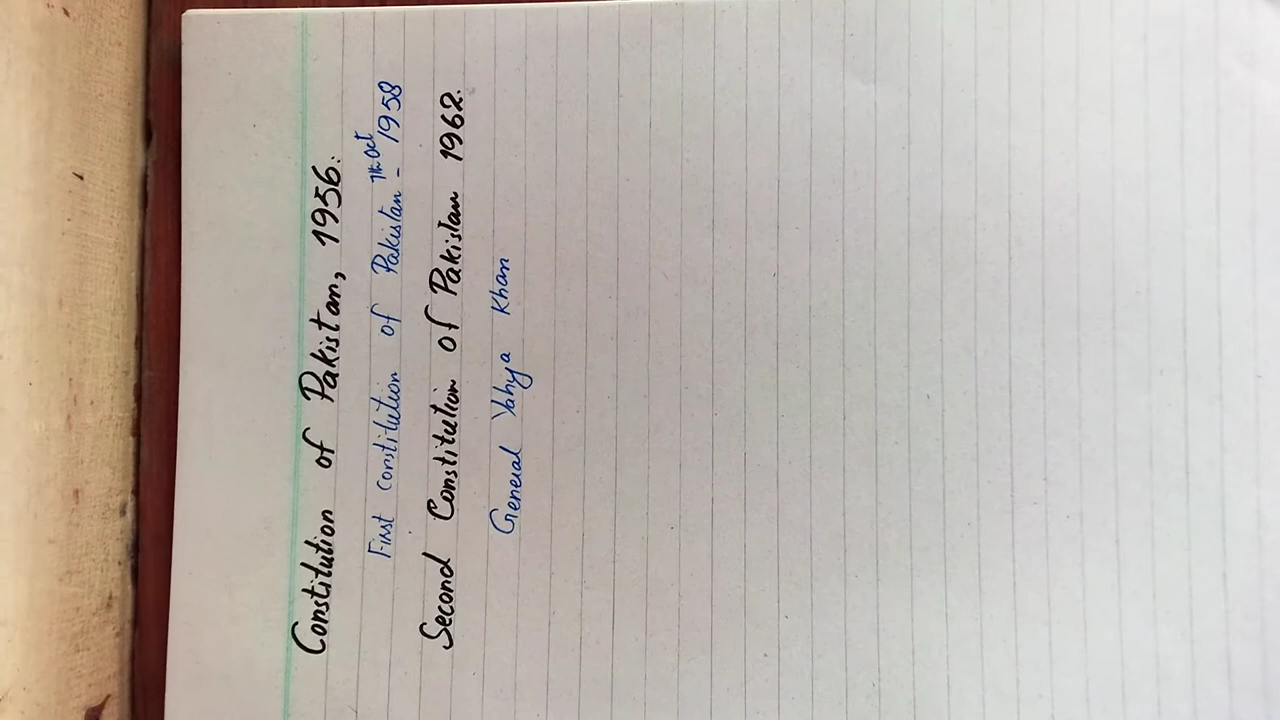 Constitution of Pakistan, 1956:
First constitution of Pakistan - 7th Oct 1958
Second Constitution of Pakistan 1962.
General Yahya Khan